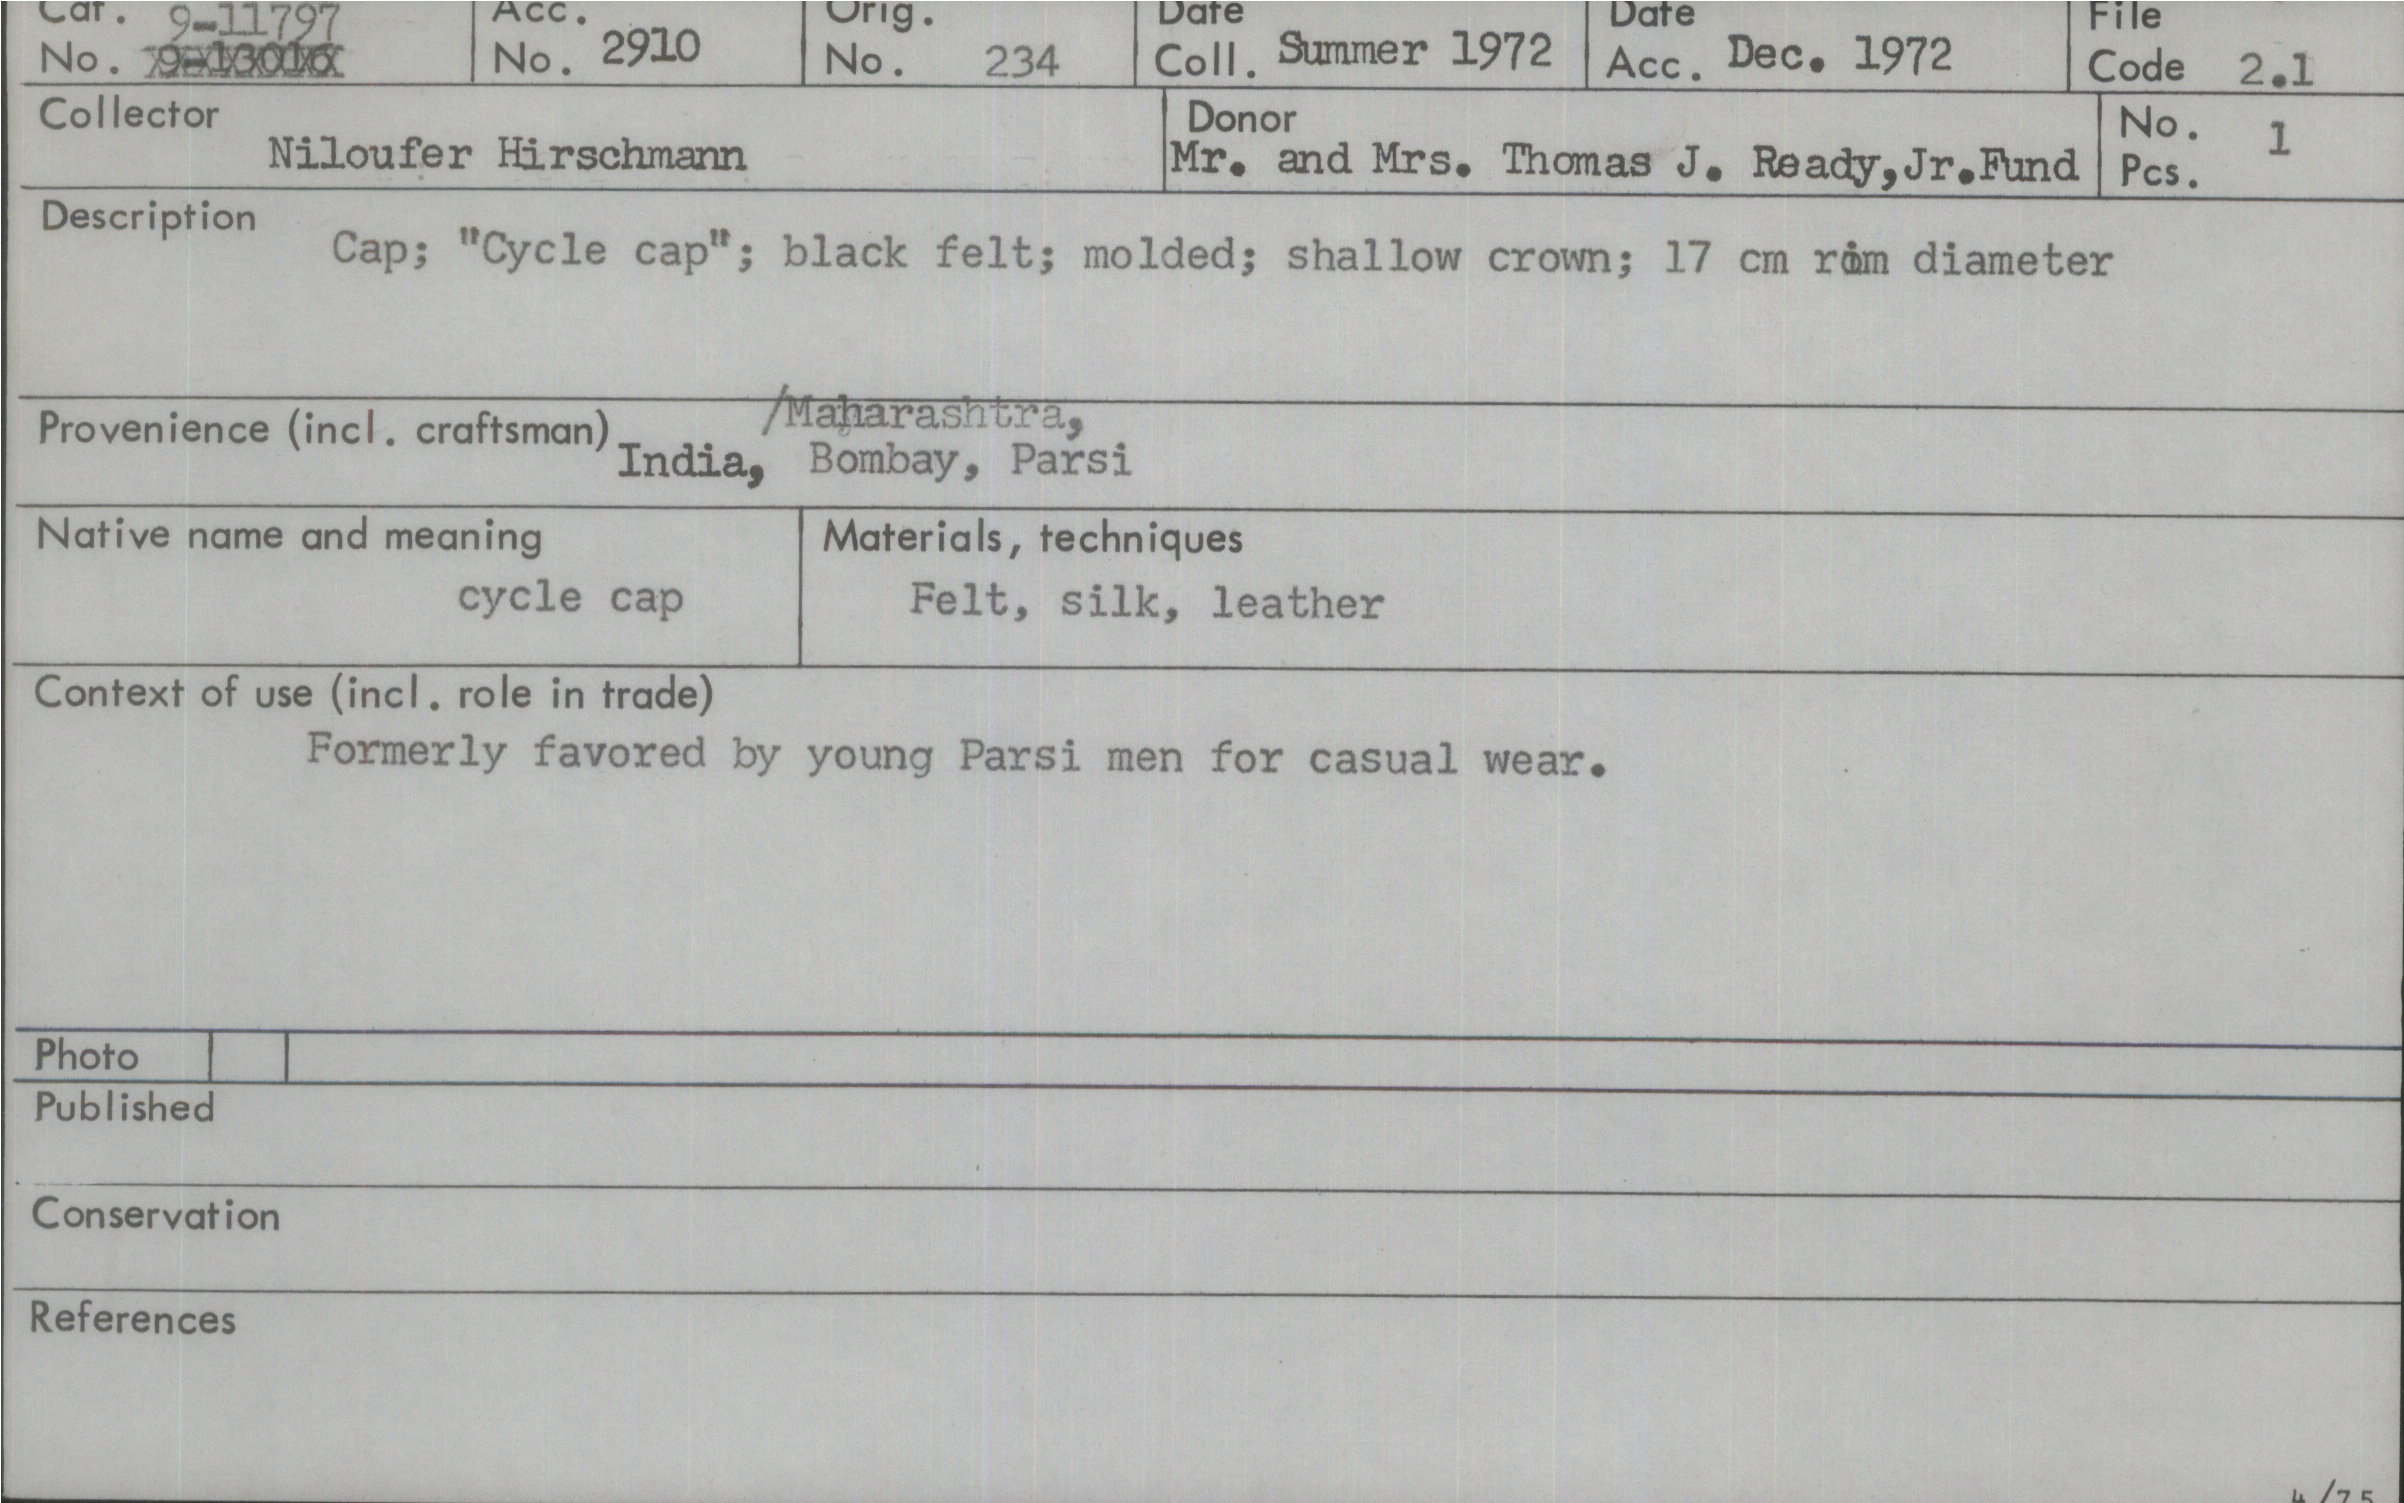 Cat. 9-11797 Acc. Orig. Date Date File
No. 9-13016 No. 2910 No. 234 Coll. Summer 1972 Acc. Dec. 1972 Code 2.1
Collector Donor No. 1
Niloufer Hirschmann Mr. and Mrs. Thomas J. Ready,Jr.Fund Pcs.
Description
Cap; "Cycle cap"; black felt; molded; shallow crown; 17 cm rim diameter
/Maharashtra,
Provenience (incl. craftsman)
India, Bombay, Parsi
Native name and meaning Materials, techniques
cycle cap Felt, silk, leather
Context of use (incl. role in trade)
Formerly favored by young Parsi men for casual wear.
Photo
Published
Conservation
References
4/75